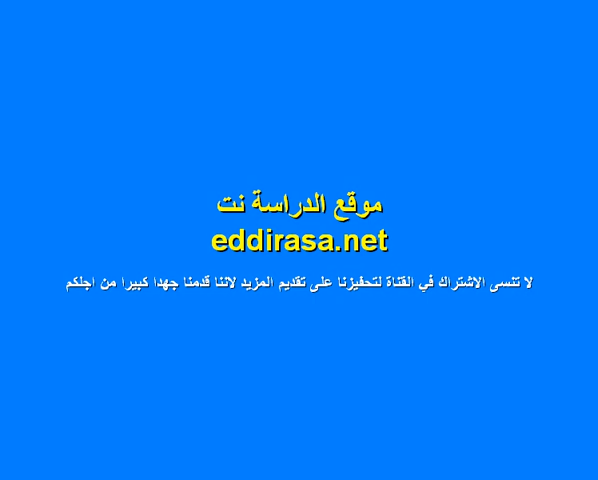 موقع الدراسة نت
eddirasa.net
لا تنسى الاشتراك في القناة لتحفيزنا على تقديم المزيد لاننا قدمنا جهدا كبيرا من اجلكم